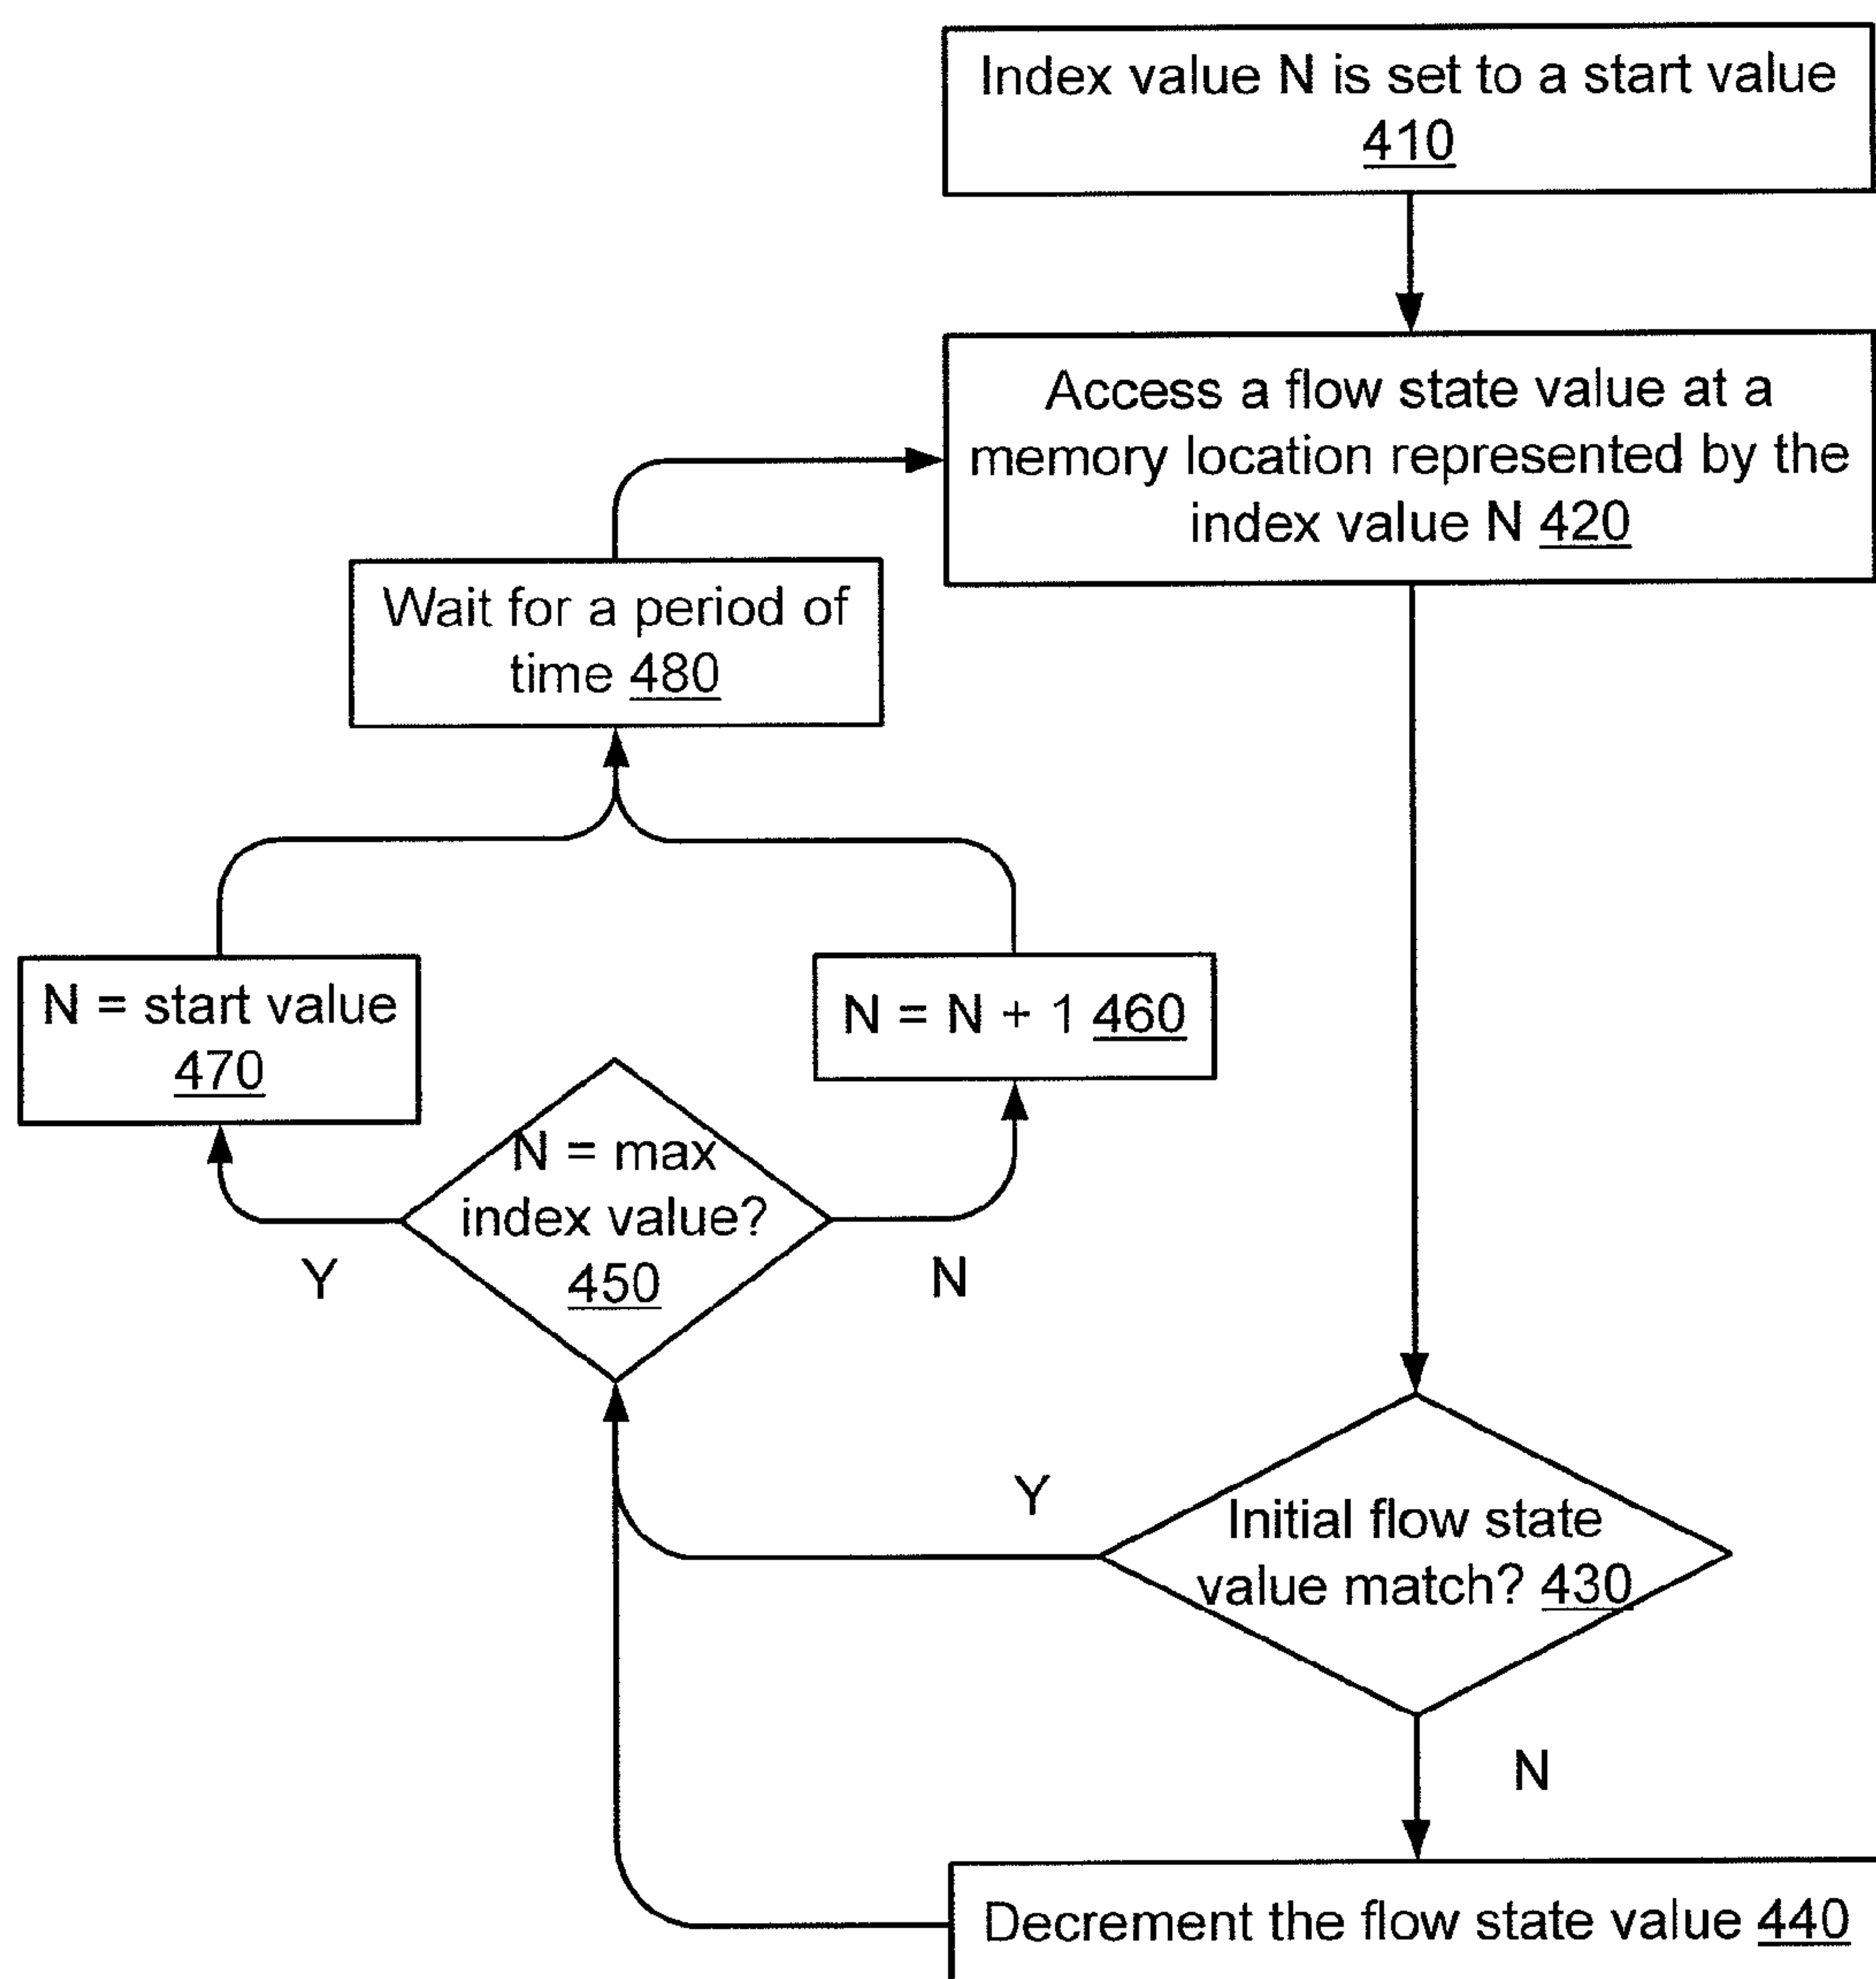 Index value N is set to a start value
410
Access a flow state value at a
memory location represented by the
index value N 420
Wait for a period of
time 480
N = start value
470
N = N + 1 460
N = max
index value?
450
Y
N
Y
Initial flow state
value match? 430
N
Decrement the flow state value 440